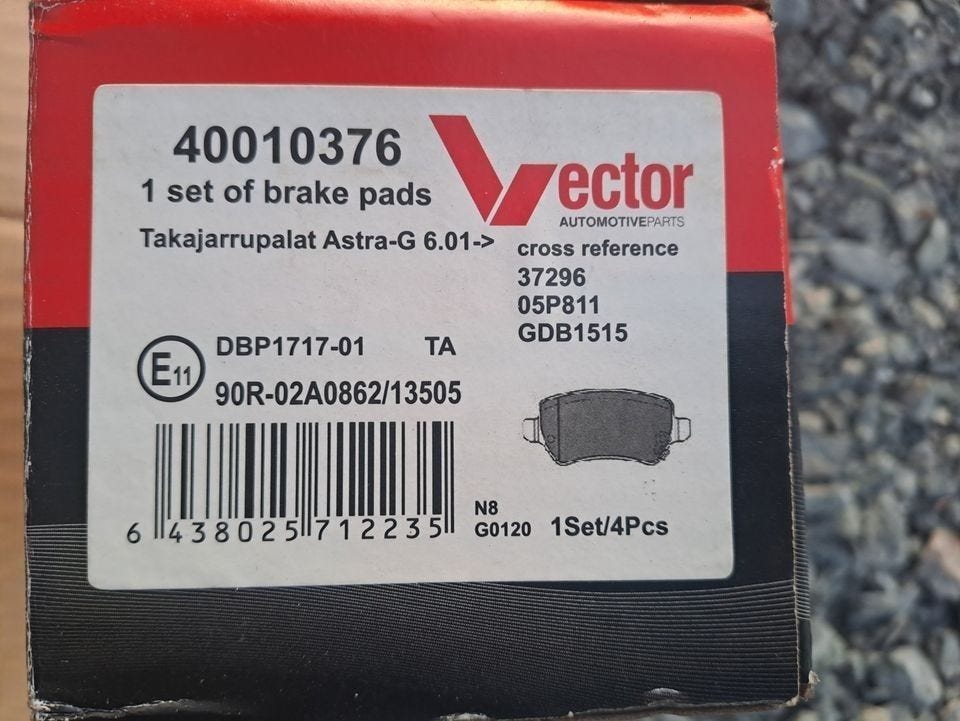 40010376
1 set of brake pads
Vector
AUTOMOTIVEPARTS
Takajarrupalat Astra-G 6.01->
cross reference
37296
05P811
GDB1515
E11
DBP1717-01 TA
90R-02A0862/13505
6 438025 712235
N8
G0120
1Set/4Pcs